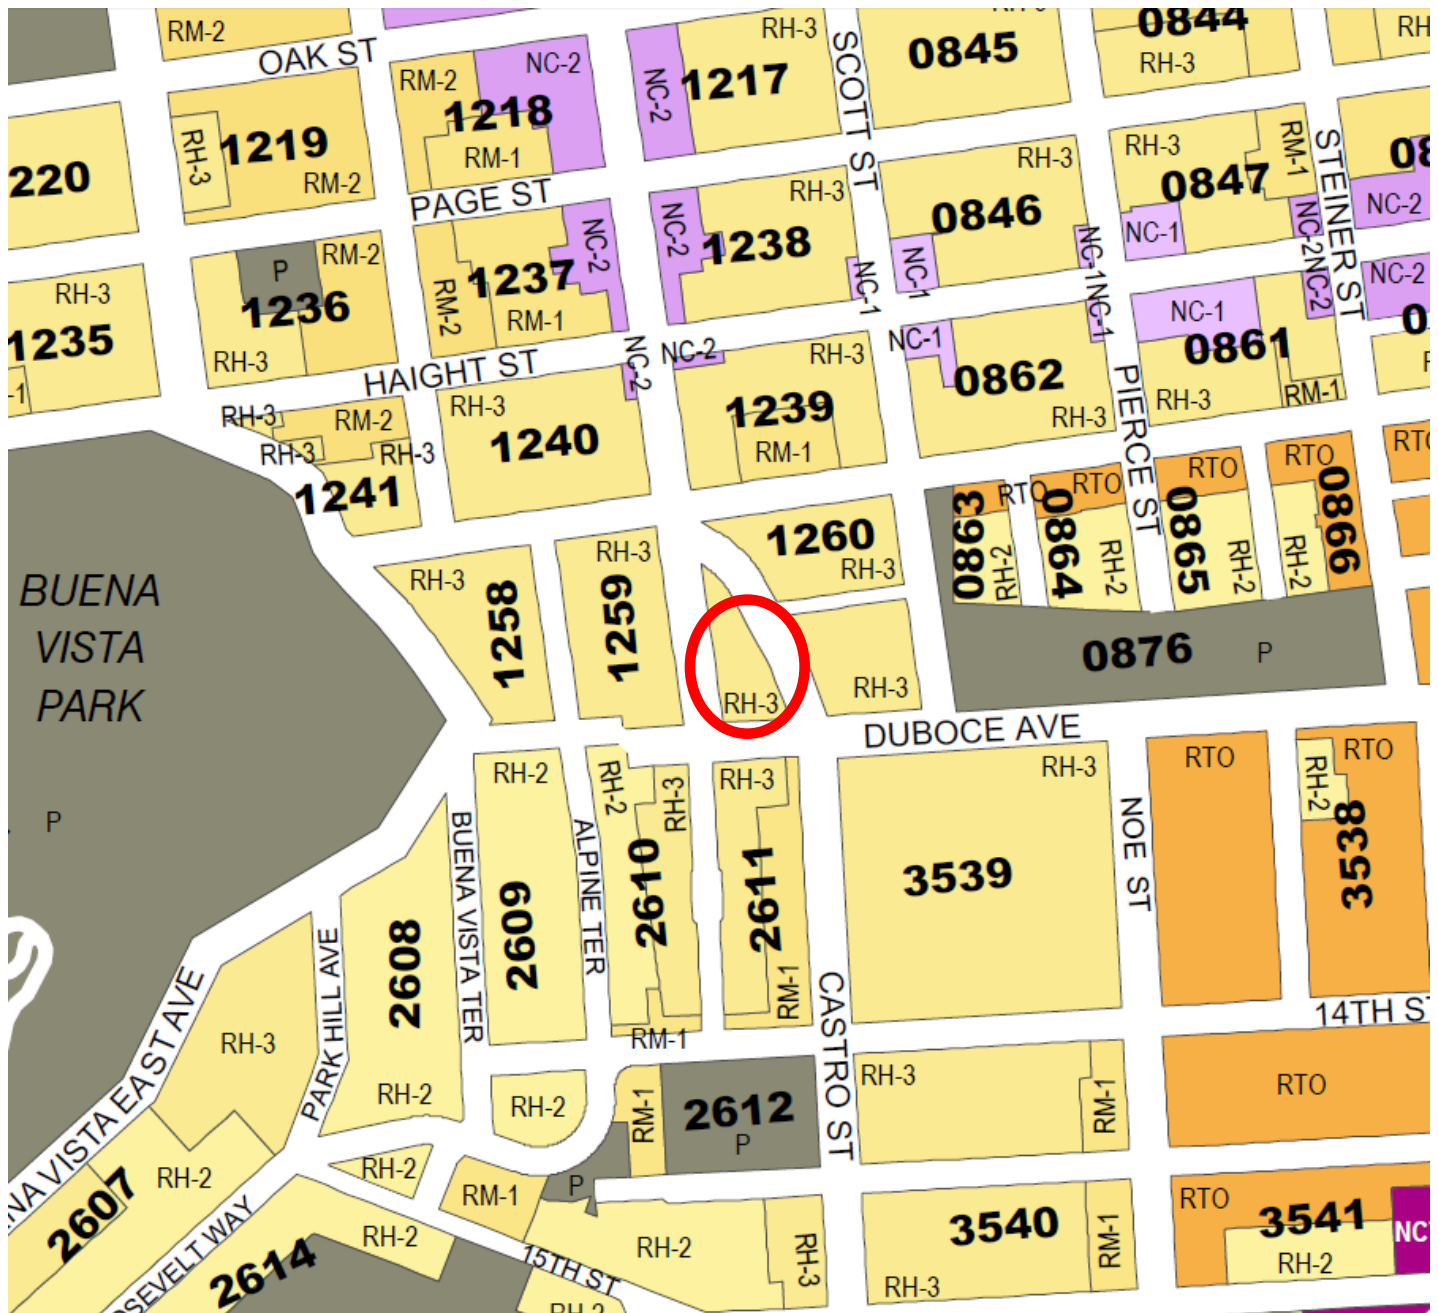 RM-2
OAK ST
RM-2
NC-2
NC-2
RH-3
1217
SCOTT ST
0845
0844
RH-3
RH-3
1219
RM-2
1218
RM-1
220
RH-3
0847
RM-1
STEINER ST
NC-2
PAGE ST
RH-3
1238
NC-2
NC-1
RH-3
0846
NC-1
NC-1
NC-1
NC-2
RM-2
P
1236
RH-3
RH-3
1235
-1
RM-2
1237
NC-2
RM-1
NC-1
NC-1
0861
RM-1
RH-3
NC-2
NC-2
HAIGHT ST
NC-2
NC-2
RH-3
1239
RM-1
NC-1
0862
RH-3
PIERCE ST
RH-3
RM-2
RH-3
RH-3
1241
RH-3
1240
RTO
RTO
RTO
RTO
0863
RH-2
0864
RH-2
0865
RH-2
0866
RH-2
1260
RH-3
BUENA
VISTA
PARK
P
RH-3
1258
RH-3
1259
RH-3
RH-3
0876
P
DUBOCE AVE
RH-2
2609
RH-2
RH-3
2610
RH-3
2611
RM-1
RH-3
3539
NOE ST
RTO
RTO
RH-2
3538
BUENA VISTA TER
ALPINE TER
2608
RH-2
PARK HILL AVE
RH-3
CASTRO ST
14TH ST
RM-1
RH-2
RM-1
2612
P
RH-3
RM-1
RTO
RH-2
RM-1
P
RH-2
2607
NA VISTA EAST AVE
OSEVELT WAY
2614
RH-2
15TH ST
RH-2
RH-2
RH-3
3540
RH-3
RM-1
RTO
3541
RH-2